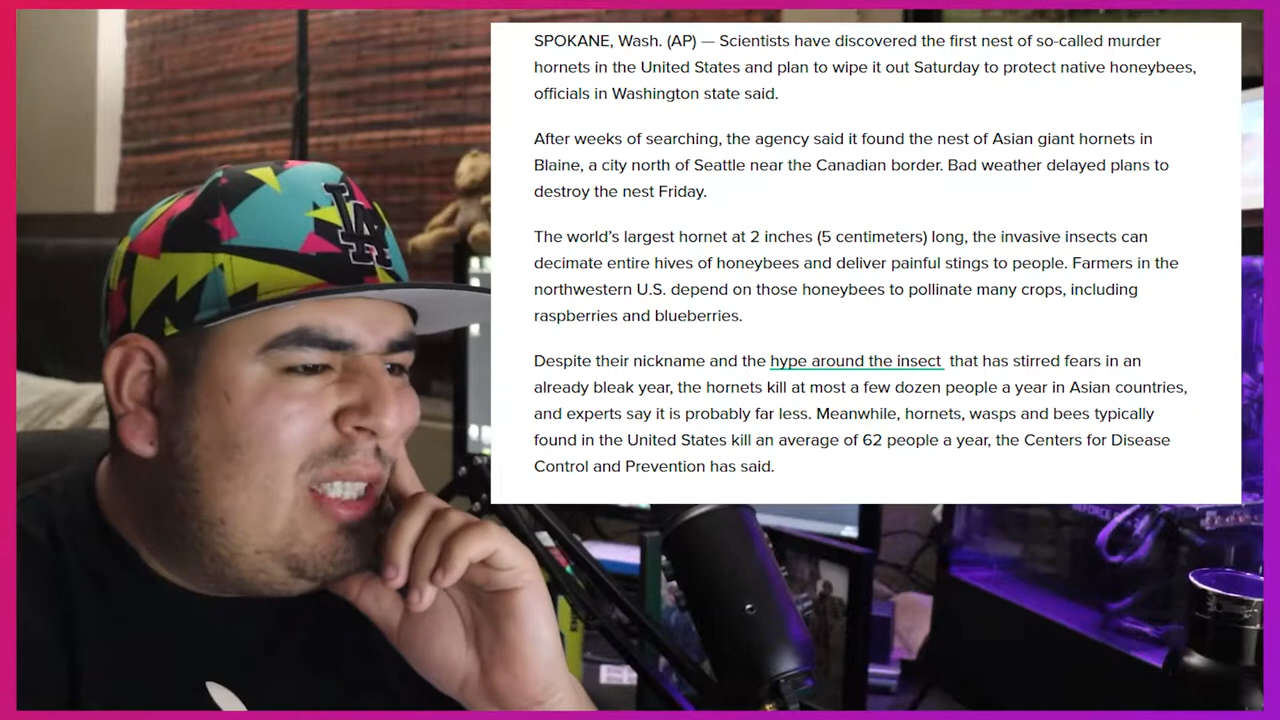 SPOKANE, Wash. (AP) — Scientists have discovered the first nest of so-called murder
hornets in the United States and plan to wipe it out Saturday to protect native honeybees,
officials in Washington state said.
After weeks of searching, the agency said it found the nest of Asian giant hornets in
Blaine, a city north of Seattle near the Canadian border. Bad weather delayed plans to
destroy the nest Friday.
The world’s largest hornet at 2 inches (5 centimeters) long, the invasive insects can
decimate entire hives of honeybees and deliver painful stings to people. Farmers in the
northwestern U.S. depend on those honeybees to pollinate many crops, including
raspberries and blueberries.
Despite their nickname and the hype around the insect that has stirred fears in an
already bleak year, the hornets kill at most a few dozen people a year in Asian countries,
and experts say it is probably far less. Meanwhile, hornets, wasps and bees typically
found in the United States kill an average of 62 people a year, the Centers for Disease
Control and Prevention has said.
LA